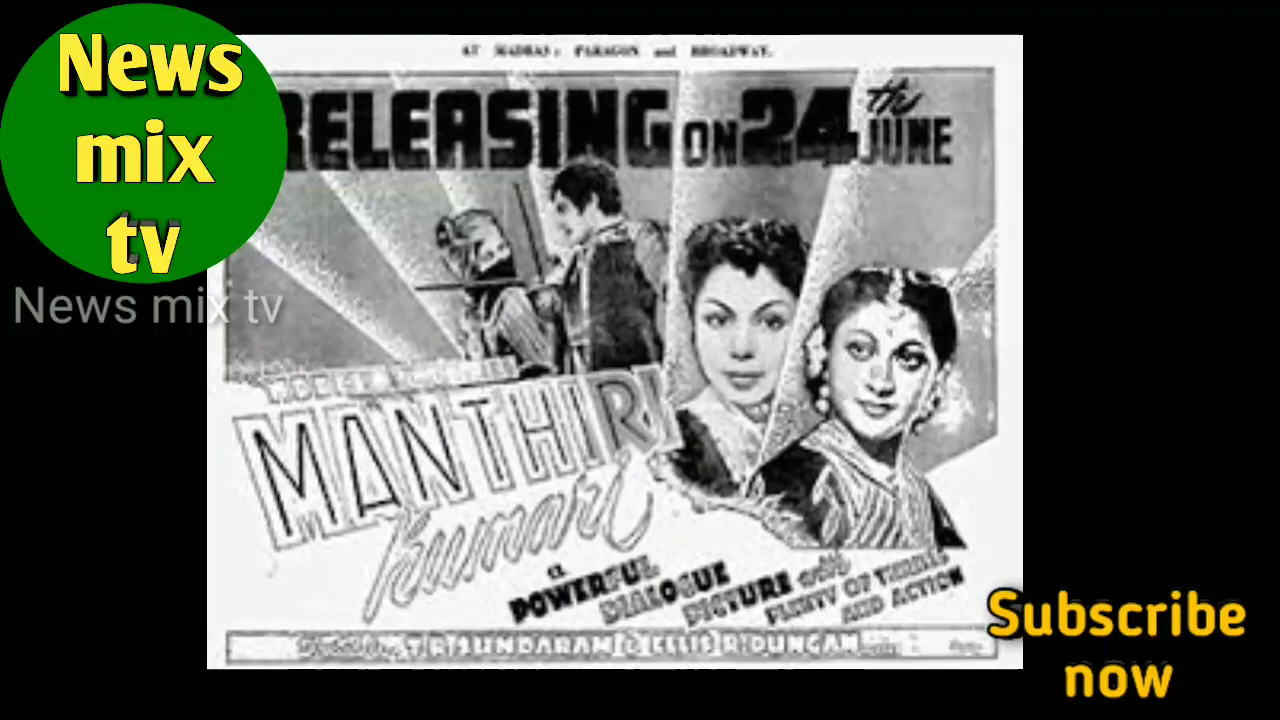 News
mix
tv
News mix tv
AT MADRAS: PARAGON and BROADWAY.
RELEASING ON 24th JUNE
MANTHIRI
kumari
a
POWERFUL
DIALOGUE
PICTURE with
PLENTY OF THRILLS
AND ACTION
T.R. SUNDARAM & ELLIS R. DUNGAN
Subscribe
now